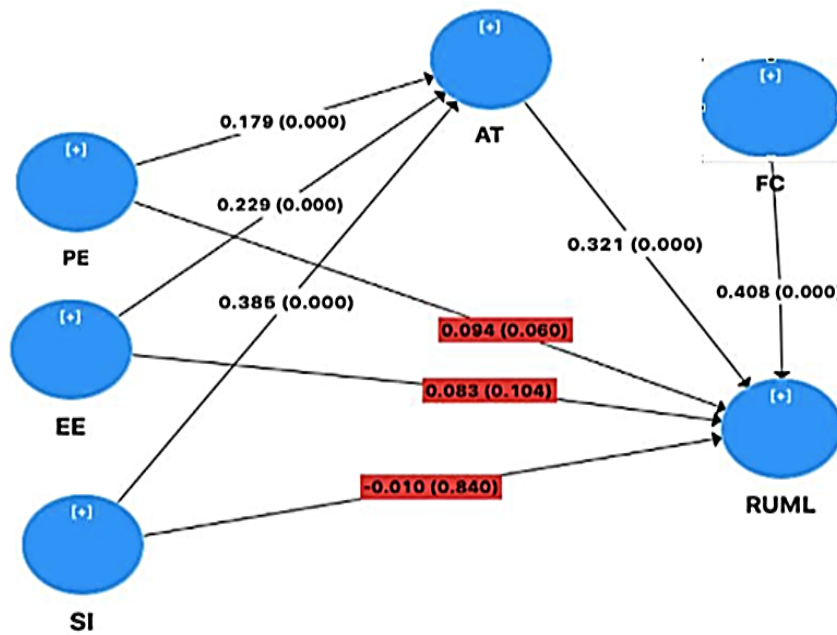 [+]
[+]
AT
0.179 (0.000)
[+]
FC
0.229 (0.000)
PE
0.321 (0.000)
0.408 (0.000)
0.385 (0.000)
[+]
0.094 (0.060)
EE
0.083 (0.104)
[+]
-0.010 (0.840)
RUML
[+]
SI